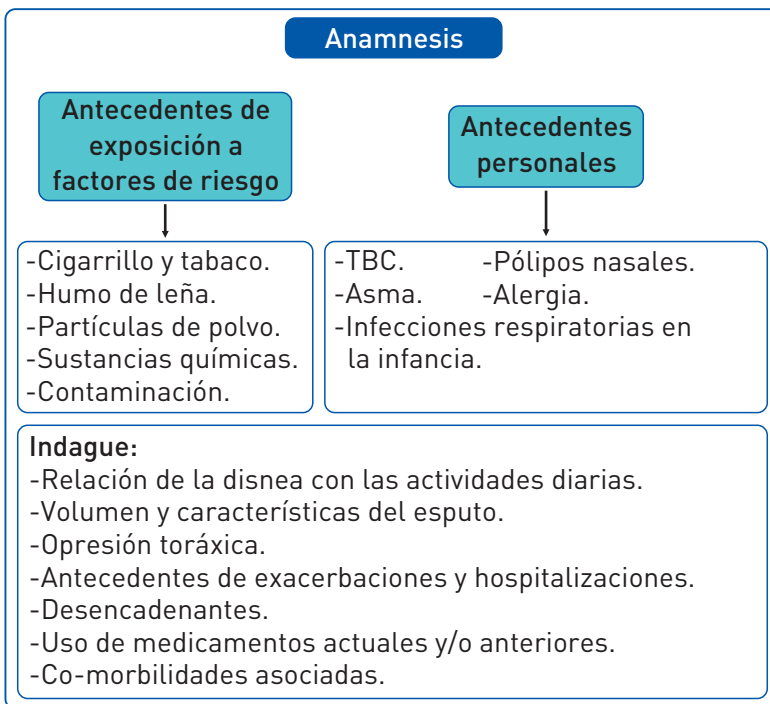 Anamnesis
Antecedentes de
exposición a
factores de riesgo
Antecedentes
personales
-Cigarrillo y tabaco.
-Humo de leña.
-Partículas de polvo.
-Sustancias químicas.
-Contaminación.
-TBC. -Pólipos nasales.
-Asma. -Alergia.
-Infecciones respiratorias en
la infancia.
Indague:
-Relación de la disnea con las actividades diarias.
-Volumen y características del esputo.
-Opresión toráxica.
-Antecedentes de exacerbaciones y hospitalizaciones.
-Desencadenantes.
-Uso de medicamentos actuales y/o anteriores.
-Co-morbilidades asociadas.